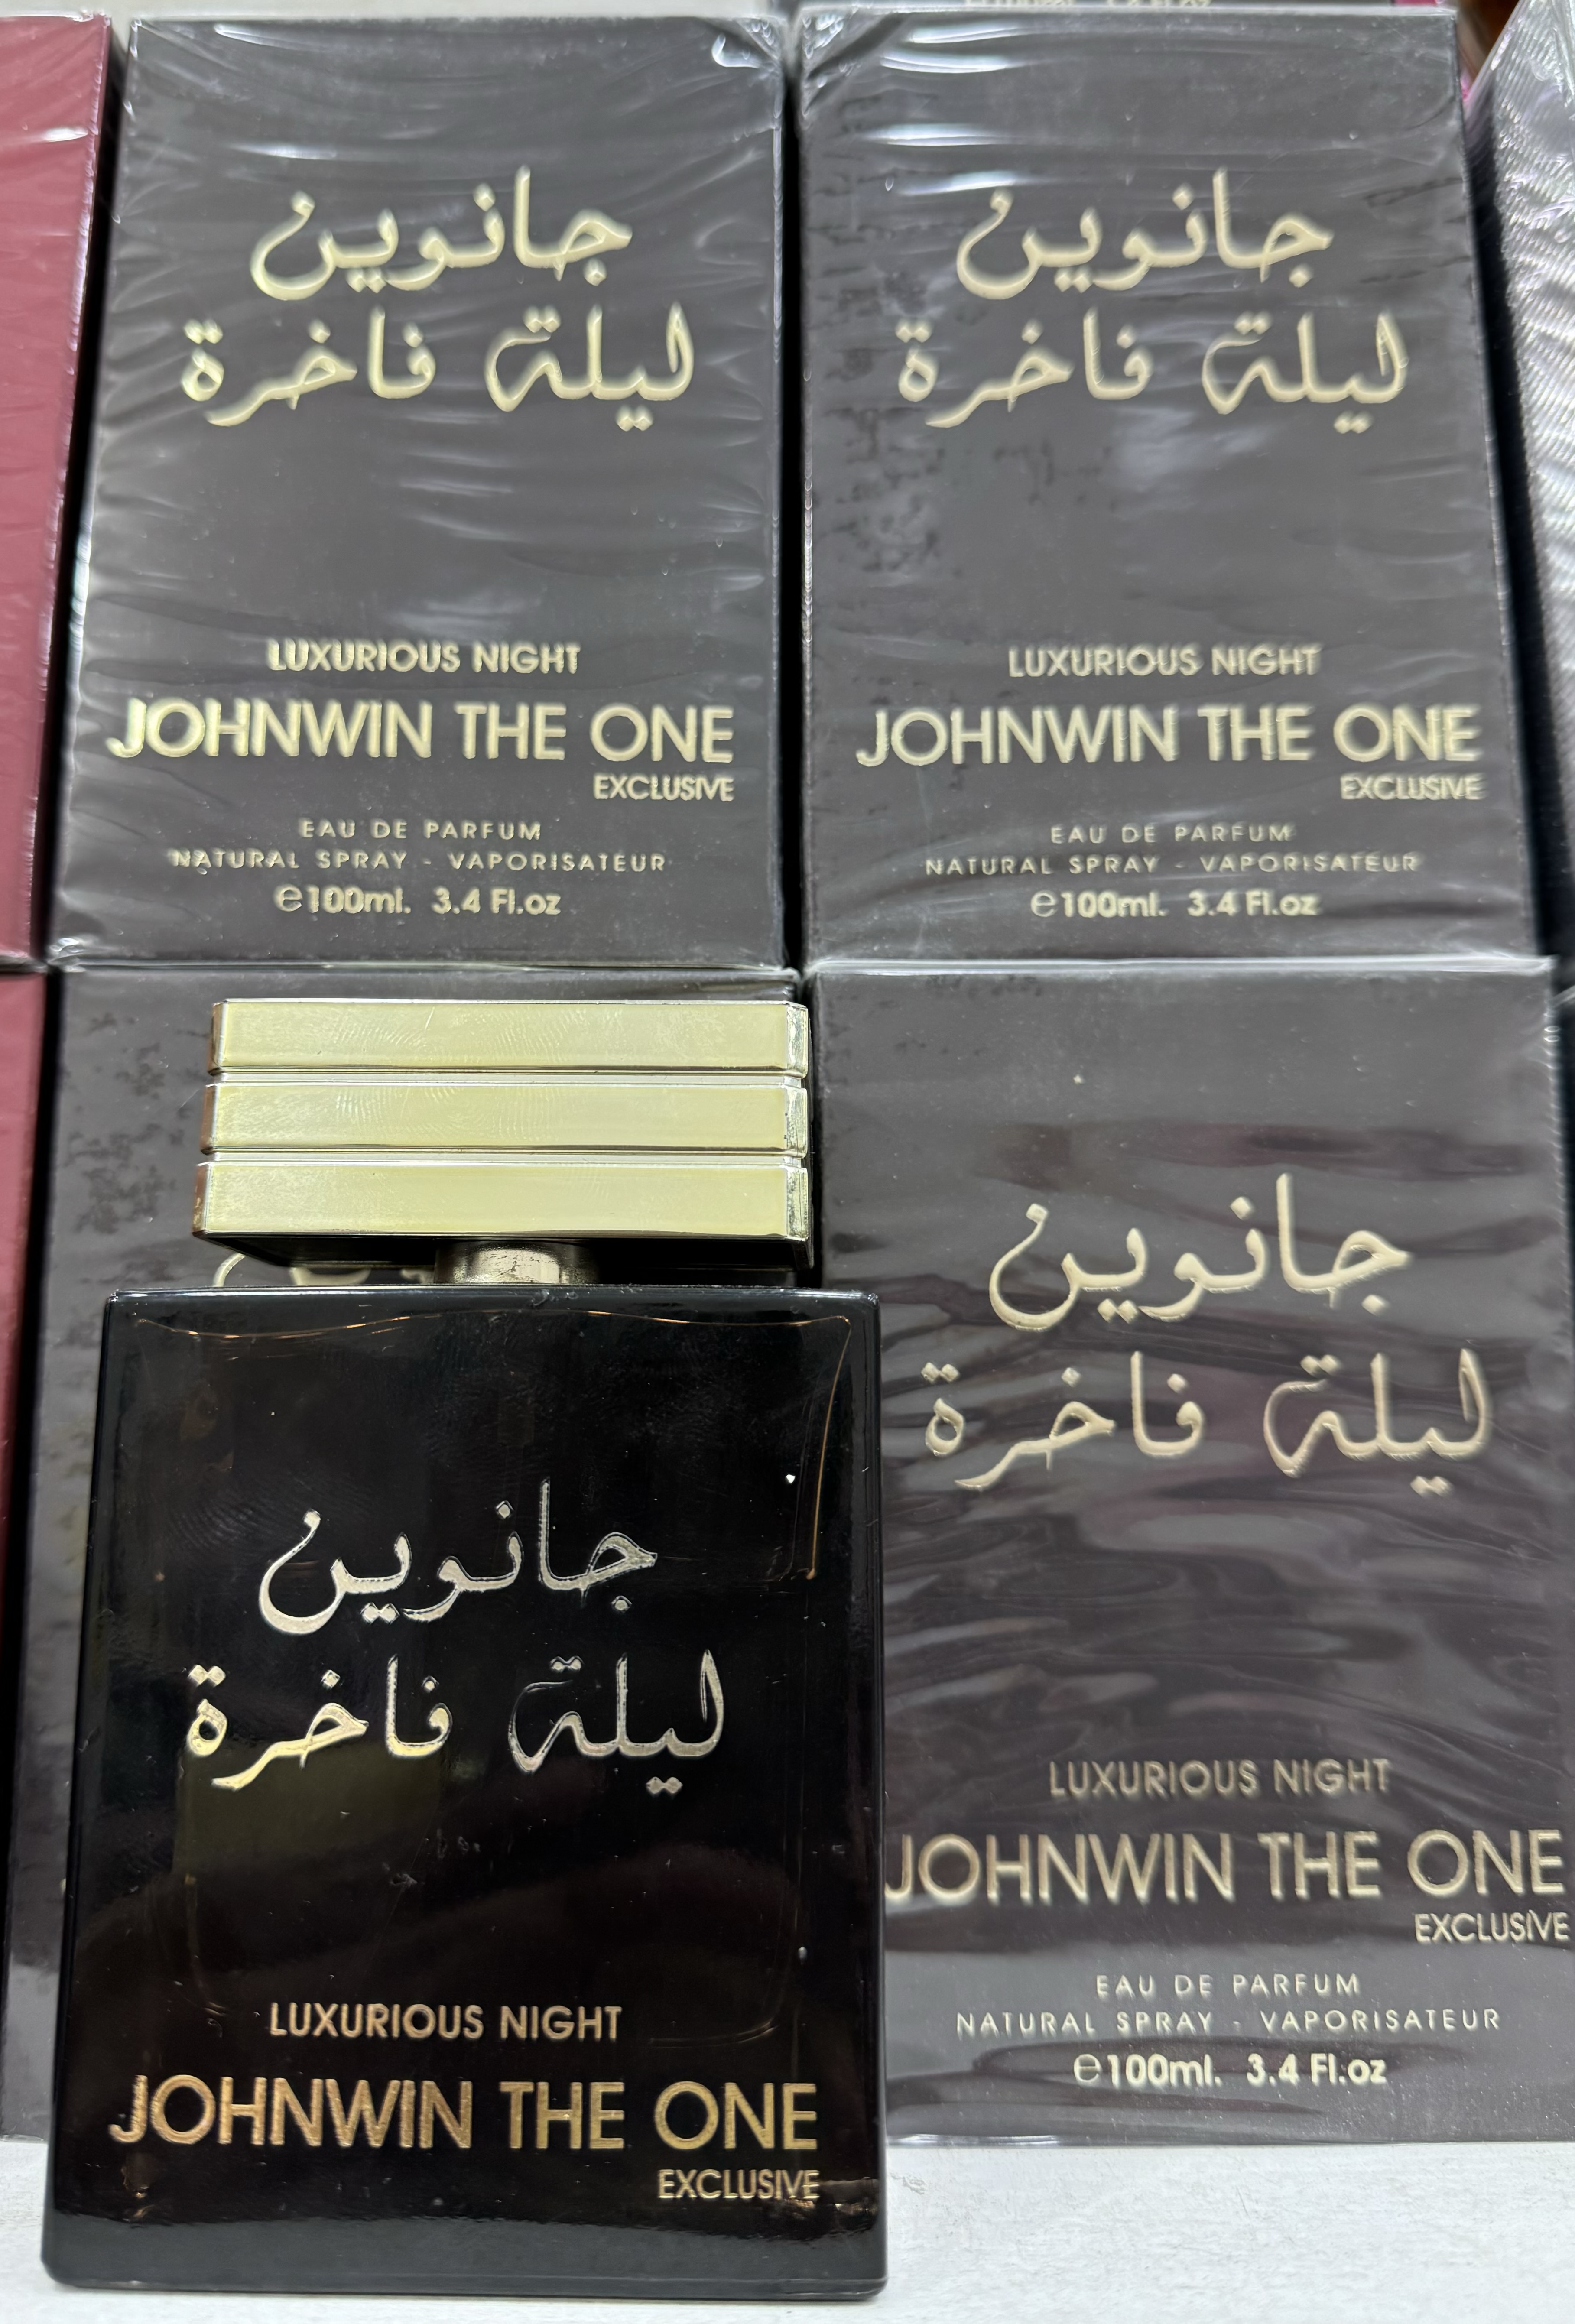 جانوين
ليلة فاخرة
LUXURIOUS NIGHT
JOHNWIN THE ONE
EXCLUSIVE
EAU DE PARFUM
NATURAL SPRAY - VAPORISATEUR
e100ml. 3.4 Fl.oz
جانوين
ليلة فاخرة
LUXURIOUS NIGHT
JOHNWIN THE ONE
EXCLUSIVE
EAU DE PARFUM
NATURAL SPRAY - VAPORISATEUR
e100ml. 3.4 Fl.oz
جانوين
ليلة فاخرة
LUXURIOUS NIGHT
JOHNWIN THE ONE
EXCLUSIVE
جانوين
ليلة فاخرة
LUXURIOUS NIGHT
JOHNWIN THE ONE
EXCLUSIVE
EAU DE PARFUM
NATURAL SPRAY - VAPORISATEUR
e100ml. 3.4 Fl.oz